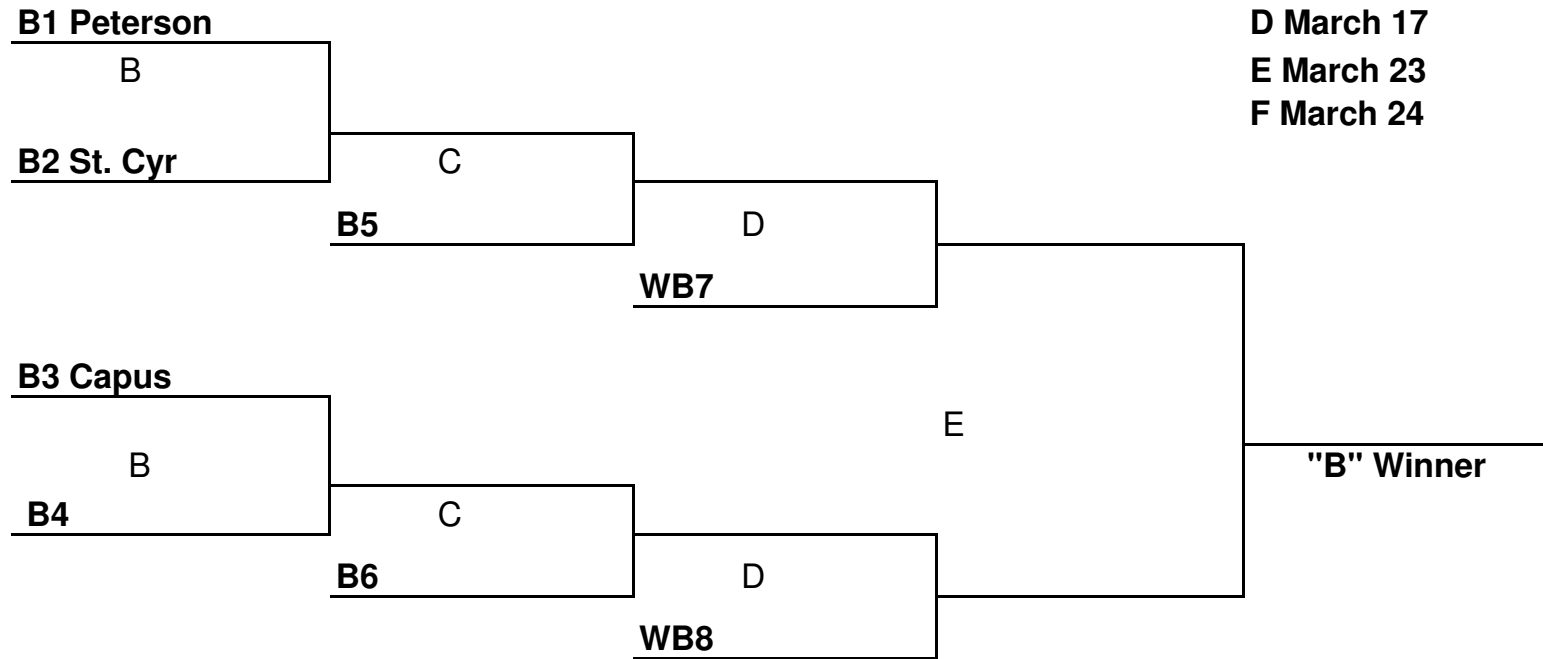 B1 Peterson
D March 17
B
E March 23
F March 24
B2 St. Cyr
C
B5
D
WB7
B3 Capus
E
B
"B" Winner
B4
C
B6
D
WB8